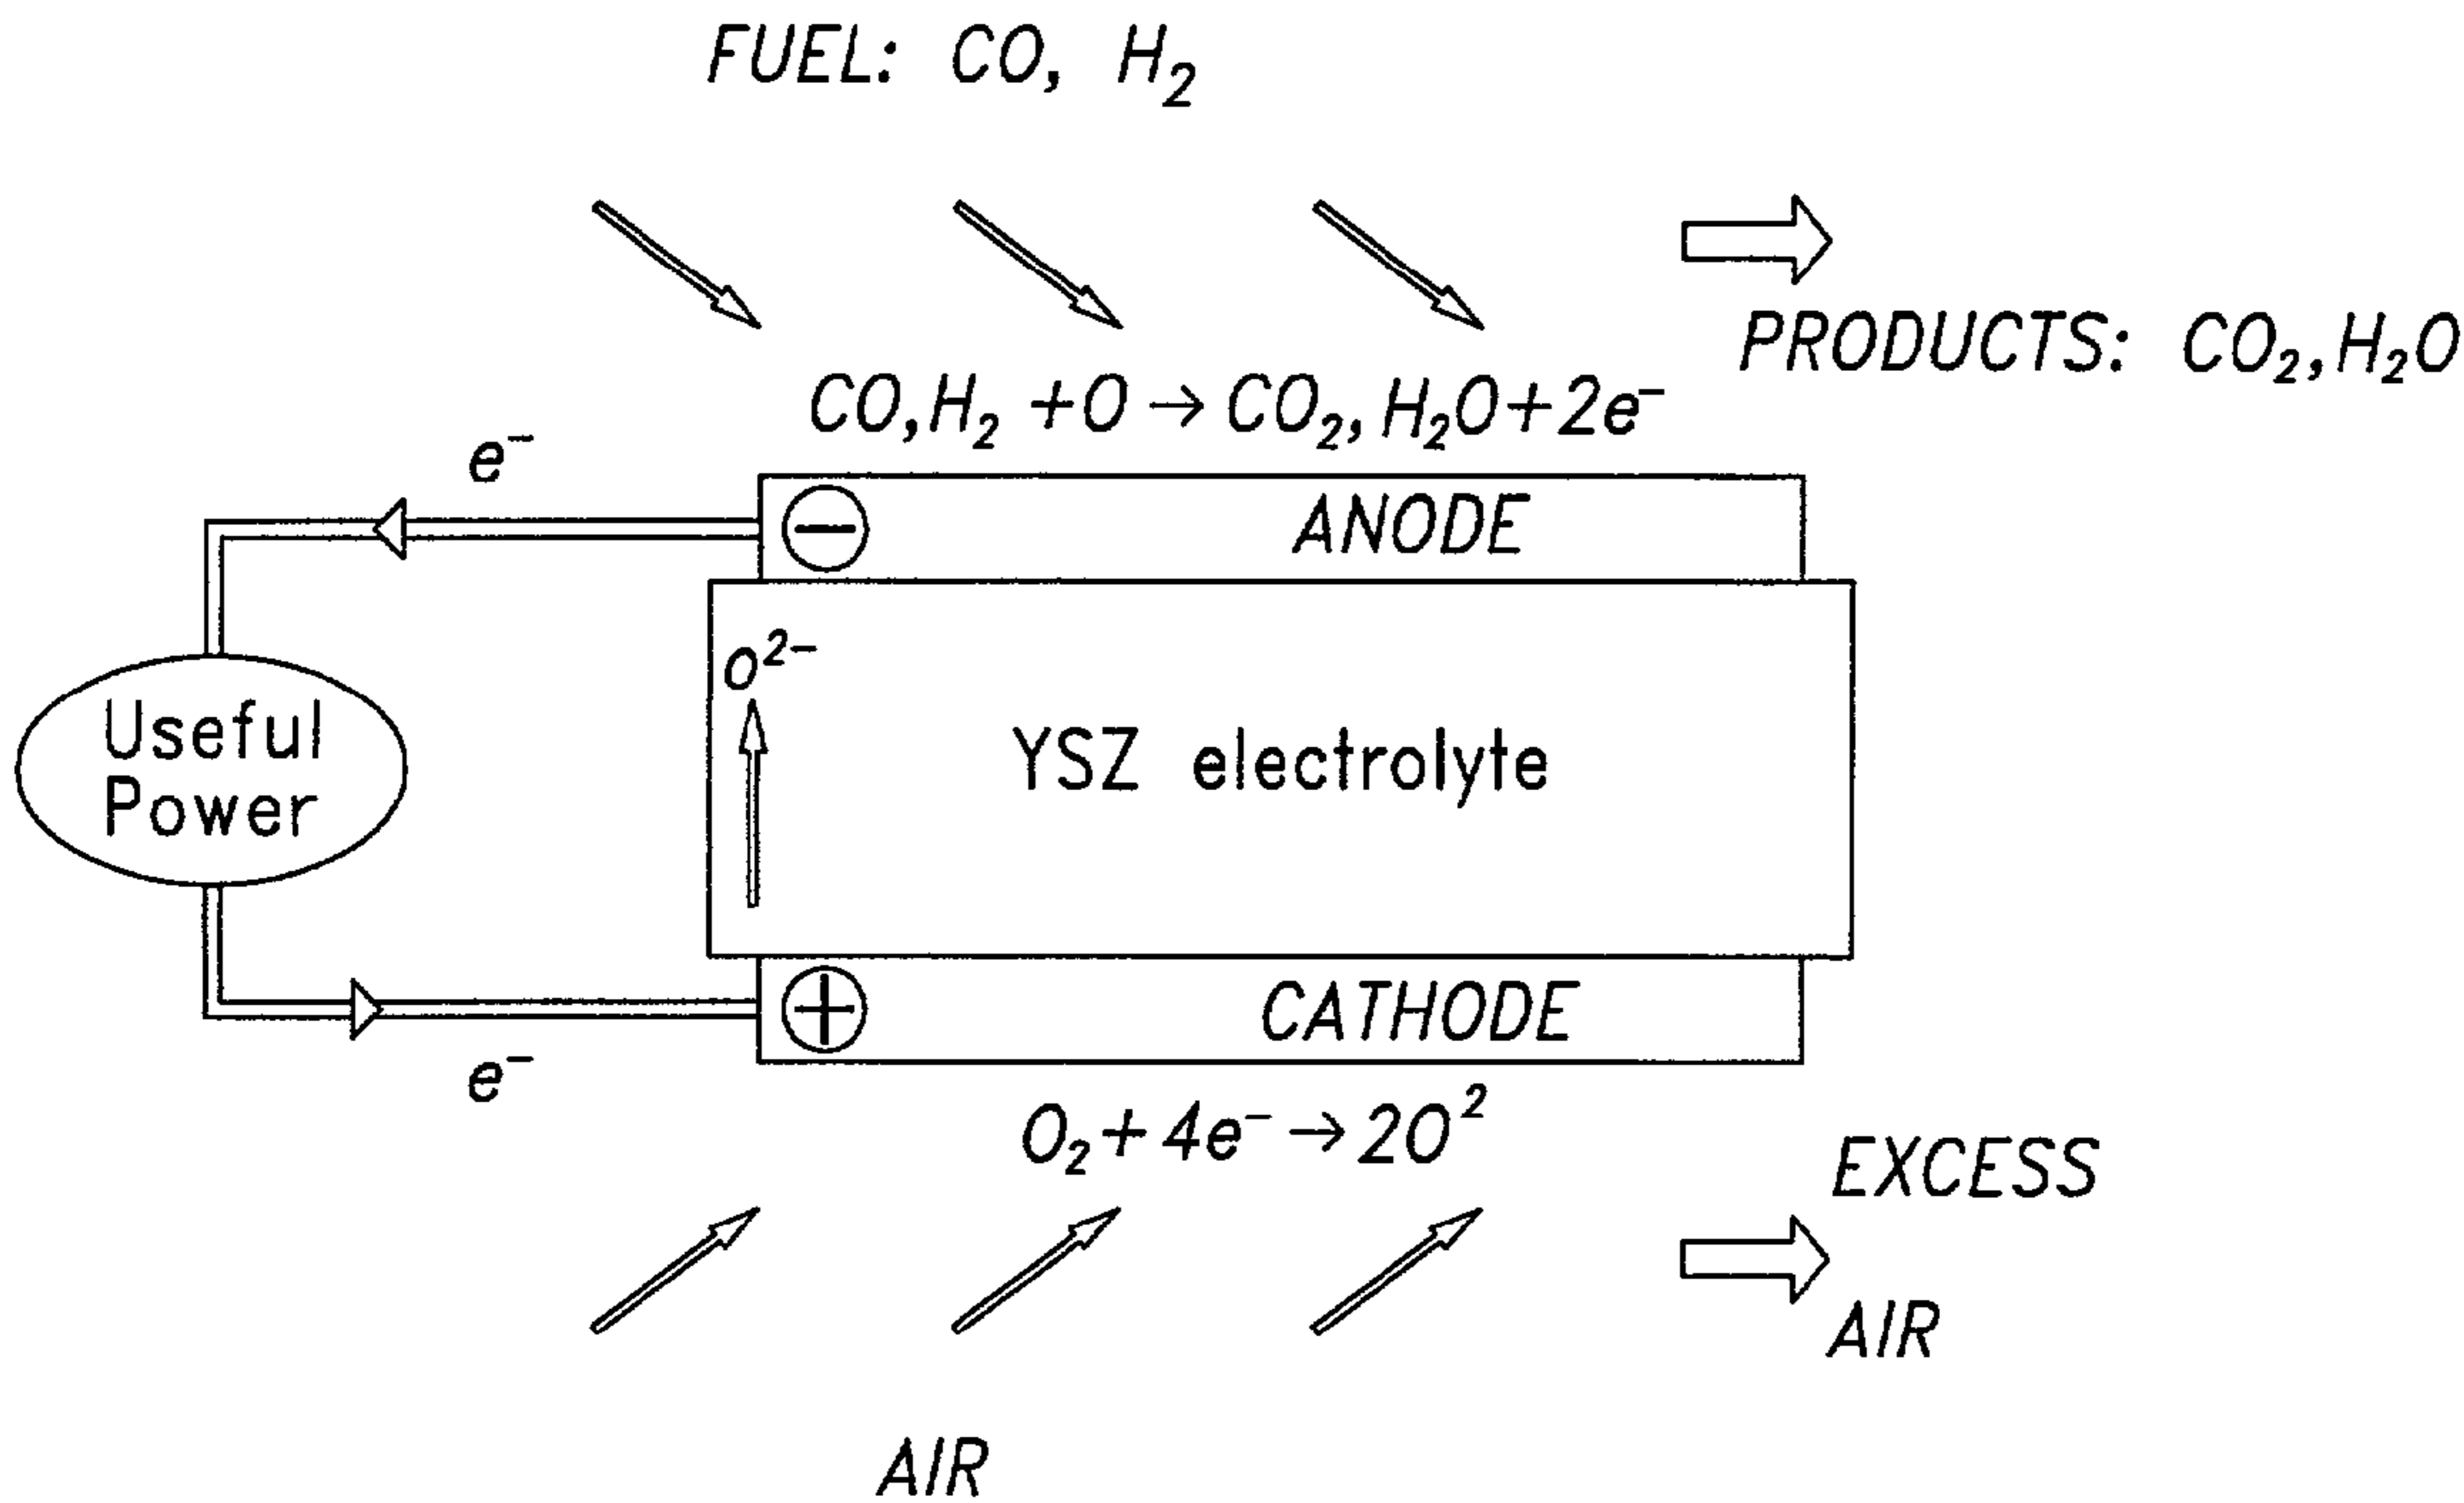 FUEL: CO, H₂
PRODUCTS: CO₂,H₂O
CO,H₂ +O→CO₂,H₂O+2e⁻
e⁻
− ANODE
O²⁻
YSZ electrolyte
Useful
Power
+ CATHODE
e⁻
O₂+4e⁻→2O²
EXCESS
AIR
AIR